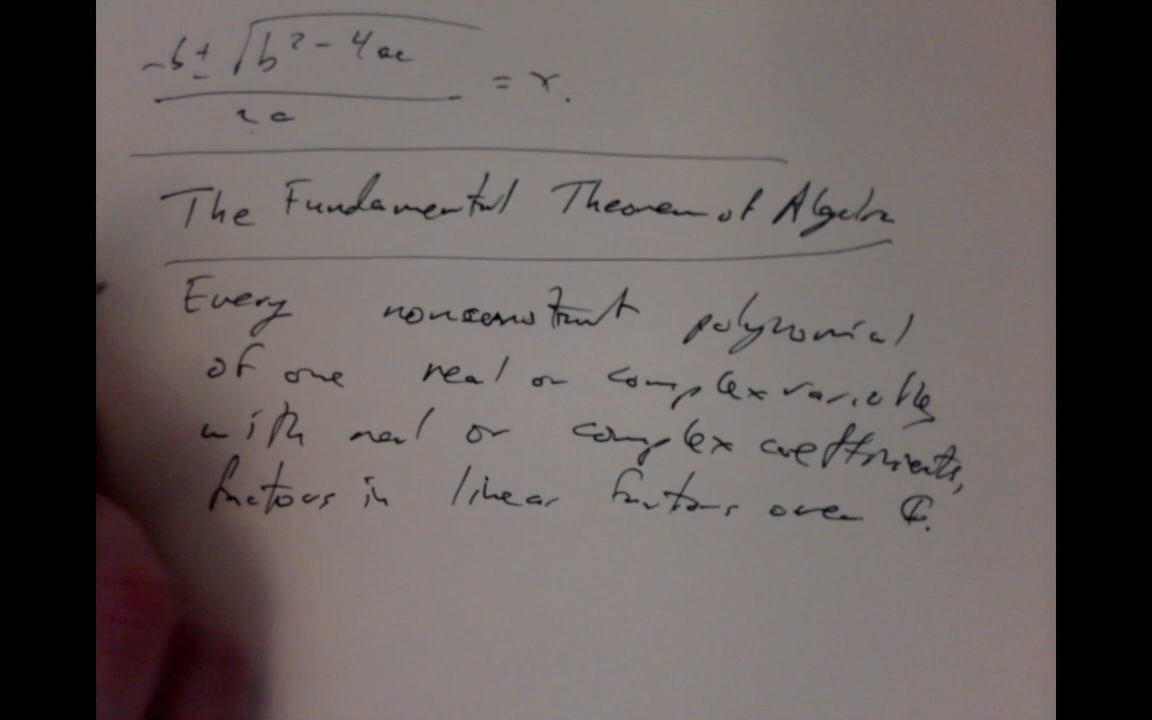 -b ± √b² - 4ac
= x.
2a
The Fundamental Theorem of Algebra
Every nonconstant polynomial
of one real or complex variable
with real or complex coefficients,
factors in linear factors over ℂ.